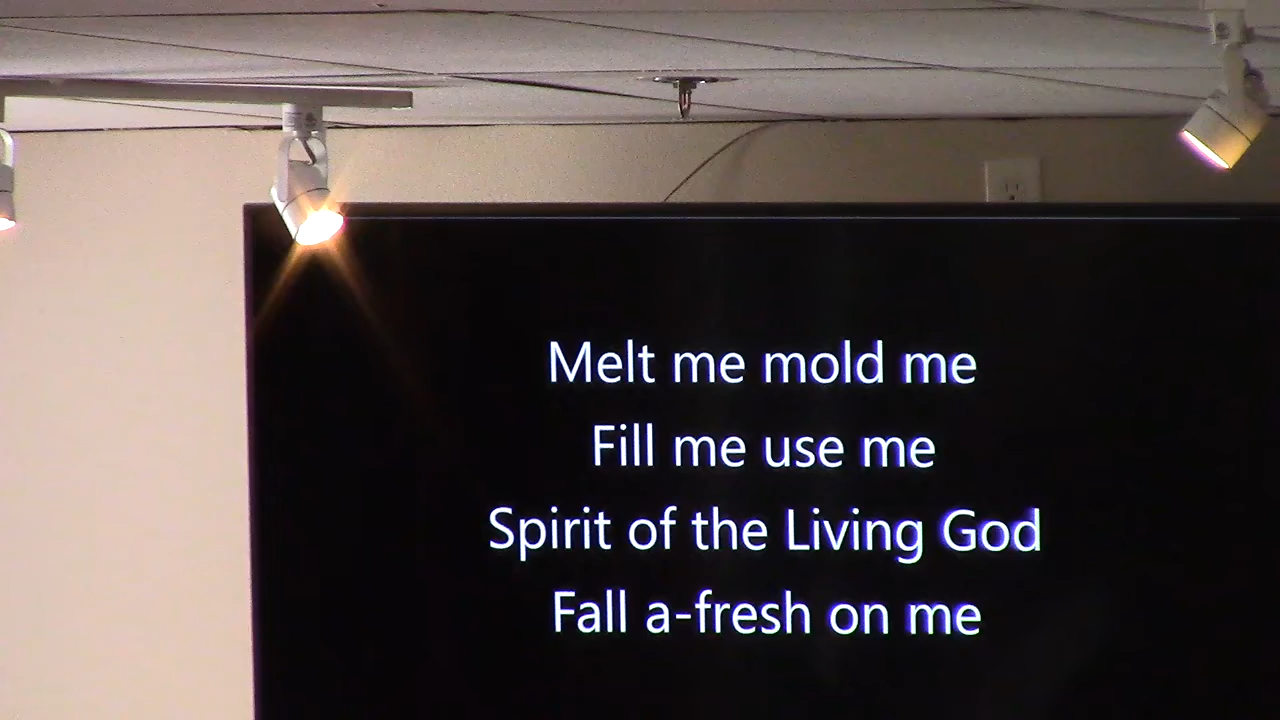 Melt me mold me
Fill me use me
Spirit of the Living God
Fall a-fresh on me